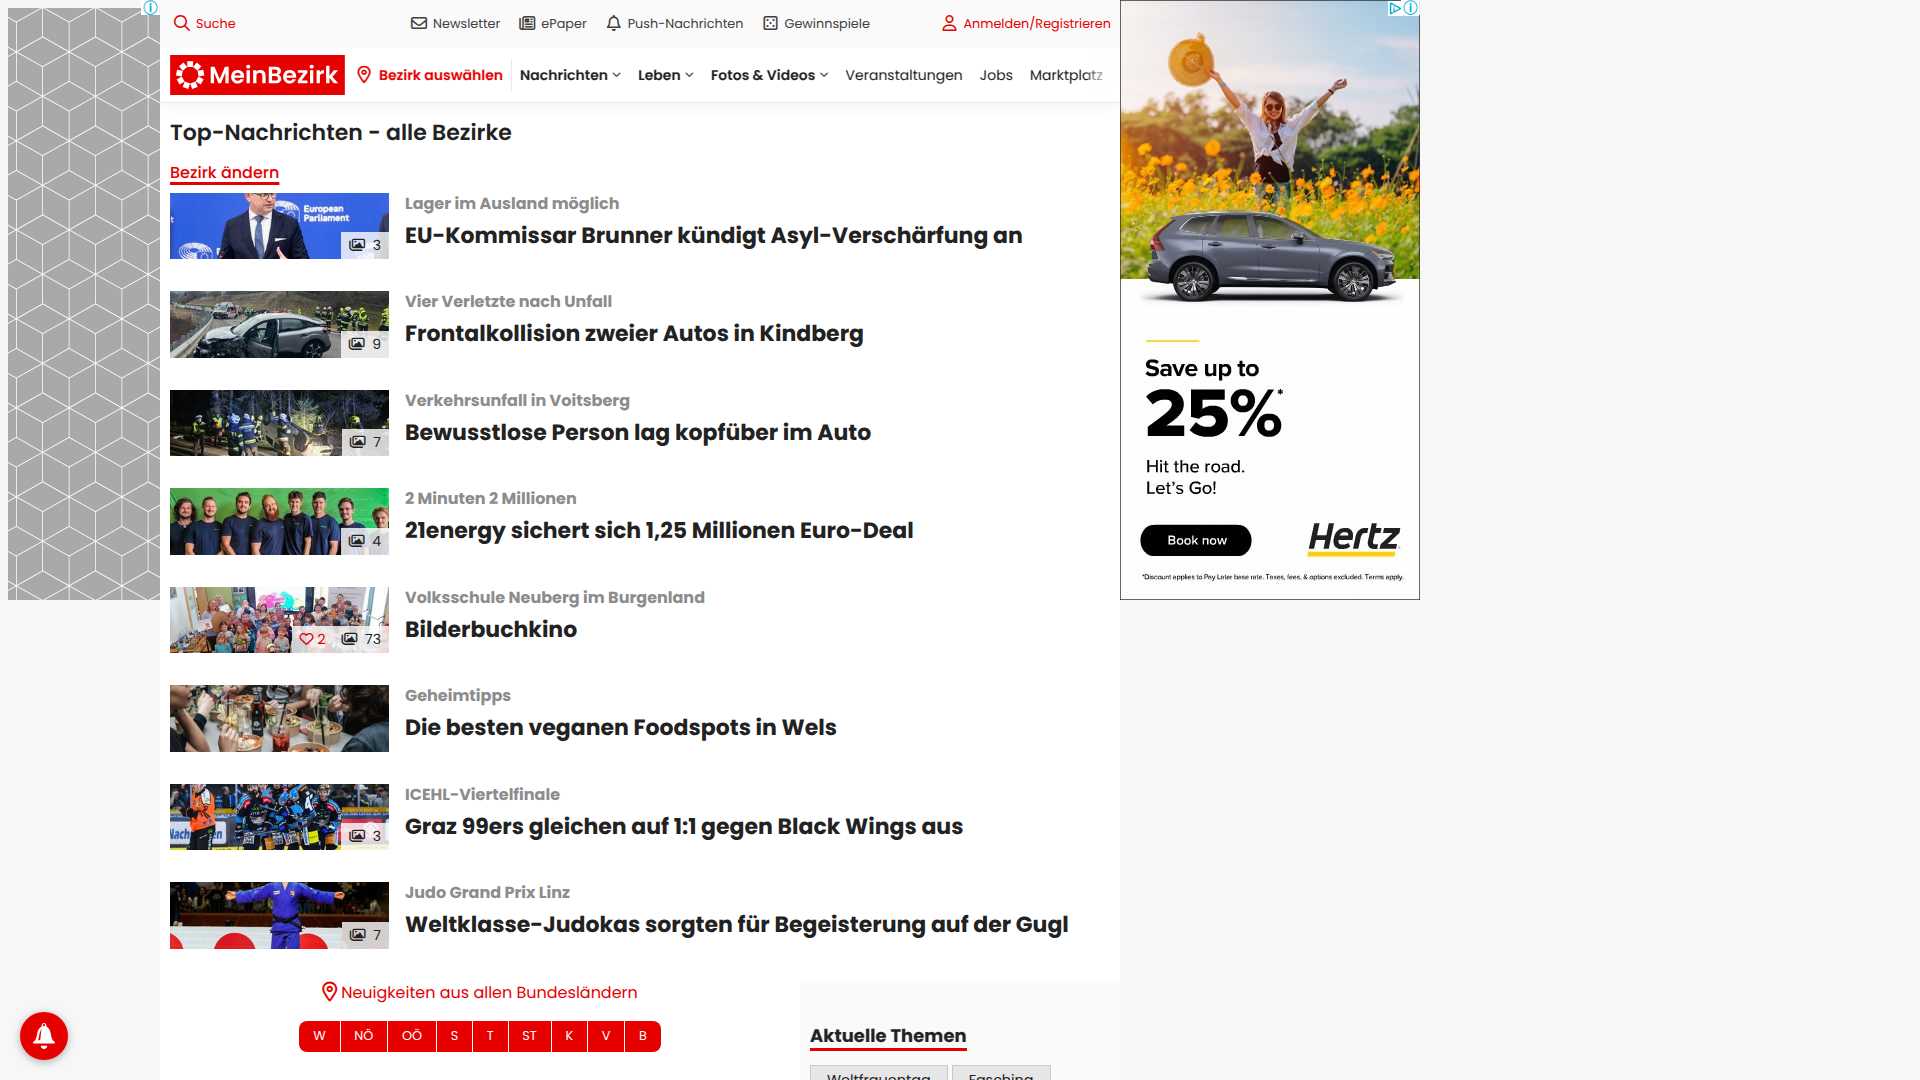 Suche
Newsletter
ePaper
Push-Nachrichten
Gewinnspiele
Anmelden/Registrieren
MeinBezirk
Bezirk auswählen
Nachrichten
Leben
Fotos & Videos
Veranstaltungen
Jobs
Marktplatz
Top-Nachrichten - alle Bezirke
Bezirk ändern
European
Parliament
3
Lager im Ausland möglich
EU-Kommissar Brunner kündigt Asyl-Verschärfung an
9
Vier Verletzte nach Unfall
Frontalkollision zweier Autos in Kindberg
7
Verkehrsunfall in Voitsberg
Bewusstlose Person lag kopfüber im Auto
4
2 Minuten 2 Millionen
21energy sichert sich 1,25 Millionen Euro-Deal
2
73
Volksschule Neuberg im Burgenland
Bilderbuchkino
Geheimtipps
Die besten veganen Foodspots in Wels
3
ICEHL-Viertelfinale
Graz 99ers gleichen auf 1:1 gegen Black Wings aus
7
Judo Grand Prix Linz
Weltklasse-Judokas sorgten für Begeisterung auf der Gugl
Neuigkeiten aus allen Bundesländern
W NÖ OÖ S T ST K V B
Aktuelle Themen
Weltfrauentag
Fasching
Save up to
25%*
Hit the road.
Let's Go!
Book now
Hertz
*Discount applies to Pay Later base rate. Taxes, fees, & options excluded. Terms apply.